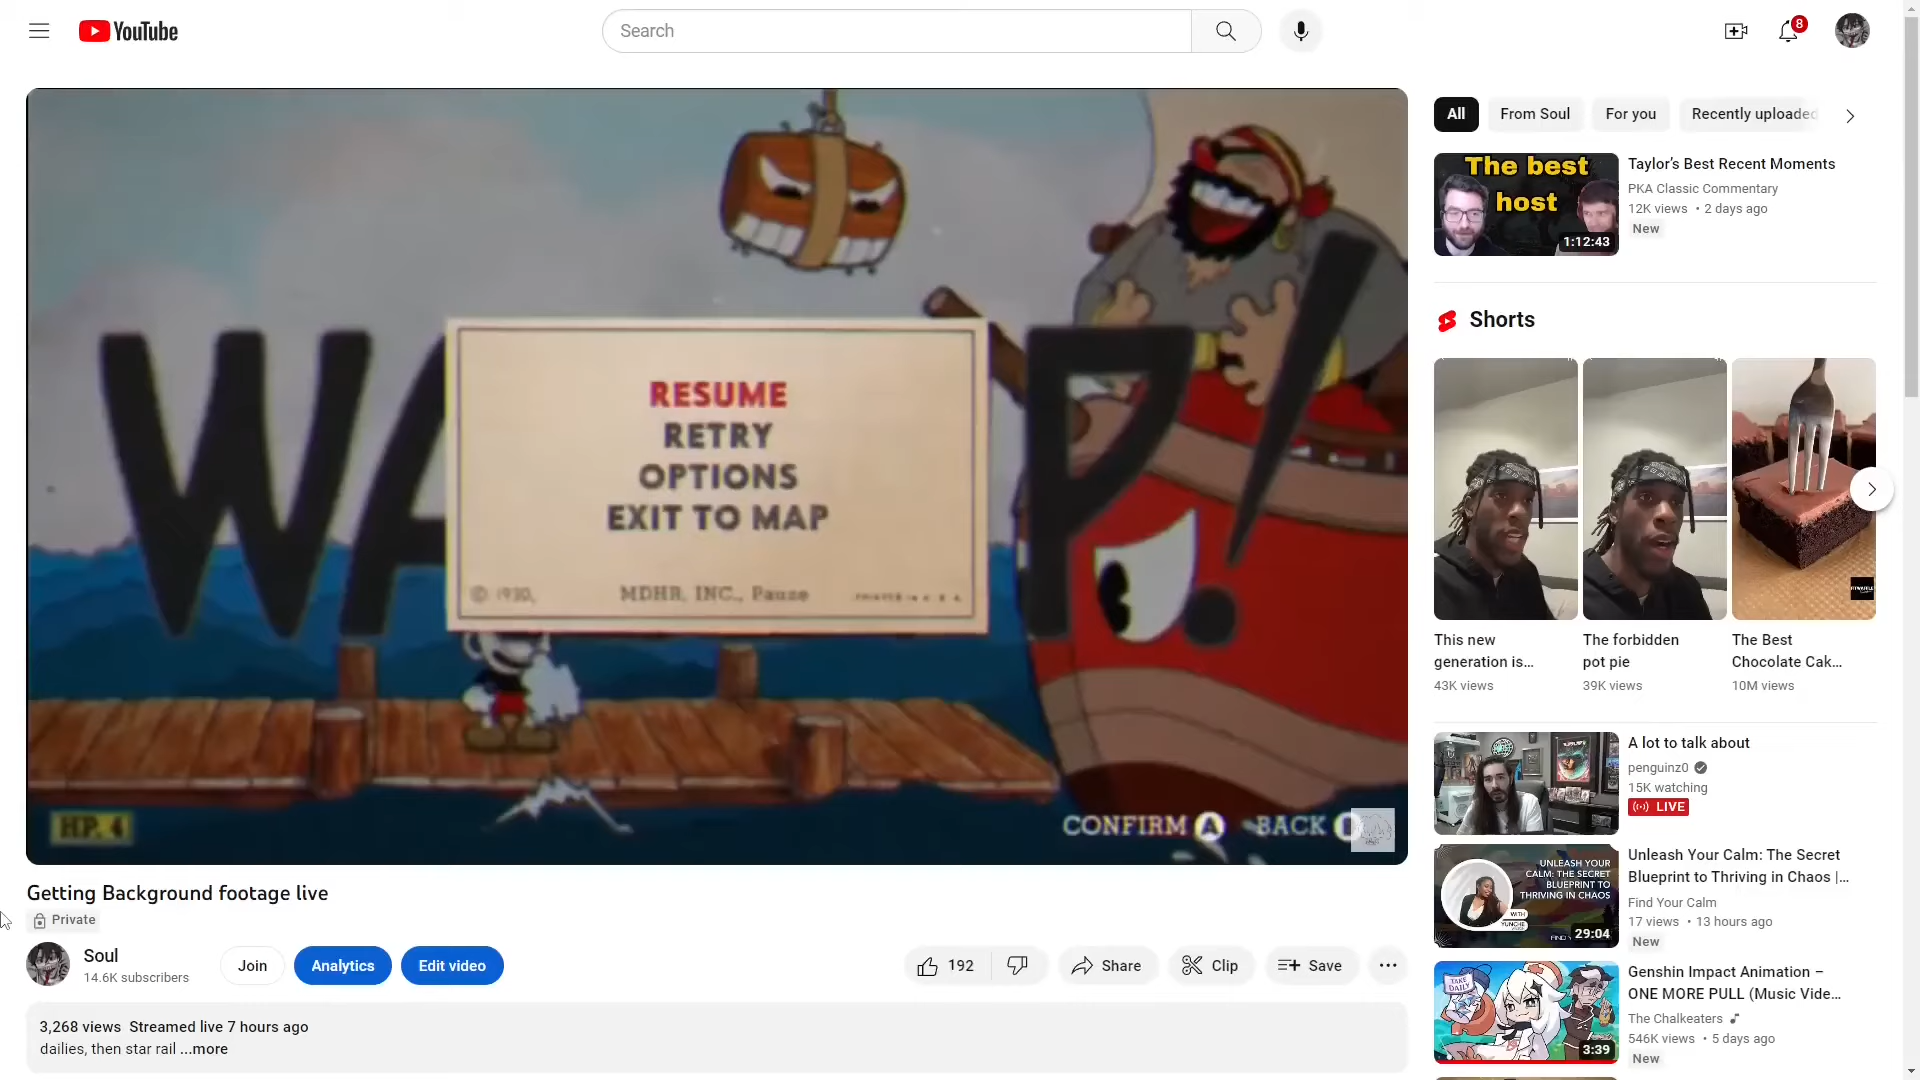 YouTube
Search
8
WA P!
RESUME
RETRY
OPTIONS
EXIT TO MAP
© 1930,
MDHR, INC., Pause
HP. 4
CONFIRM A
BACK
Getting Background footage live
Private
Soul
14.6K subscribers
Join
Analytics
Edit video
192
Share
Clip
Save
3,268 views Streamed live 7 hours ago
dailies, then star rail ...more
All
From Soul
For you
Recently uploaded
The best
host
1:12:43
Taylor’s Best Recent Moments
PKA Classic Commentary
12K views • 2 days ago
New
Shorts
This new
generation is...
43K views
The forbidden
pot pie
39K views
The Best
Chocolate Cak...
10M views
A lot to talk about
penguinz0
15K watching
LIVE
UNLEASH YOUR
CALM: THE SECRET
BLUEPRINT TO
THRIVING IN CHAOS
WITH
29:04
Unleash Your Calm: The Secret
Blueprint to Thriving in Chaos |...
Find Your Calm
17 views • 13 hours ago
New
TAKE
DAILY
3:39
Genshin Impact Animation –
ONE MORE PULL (Music Vide...
The Chalkeaters
546K views • 5 days ago
New